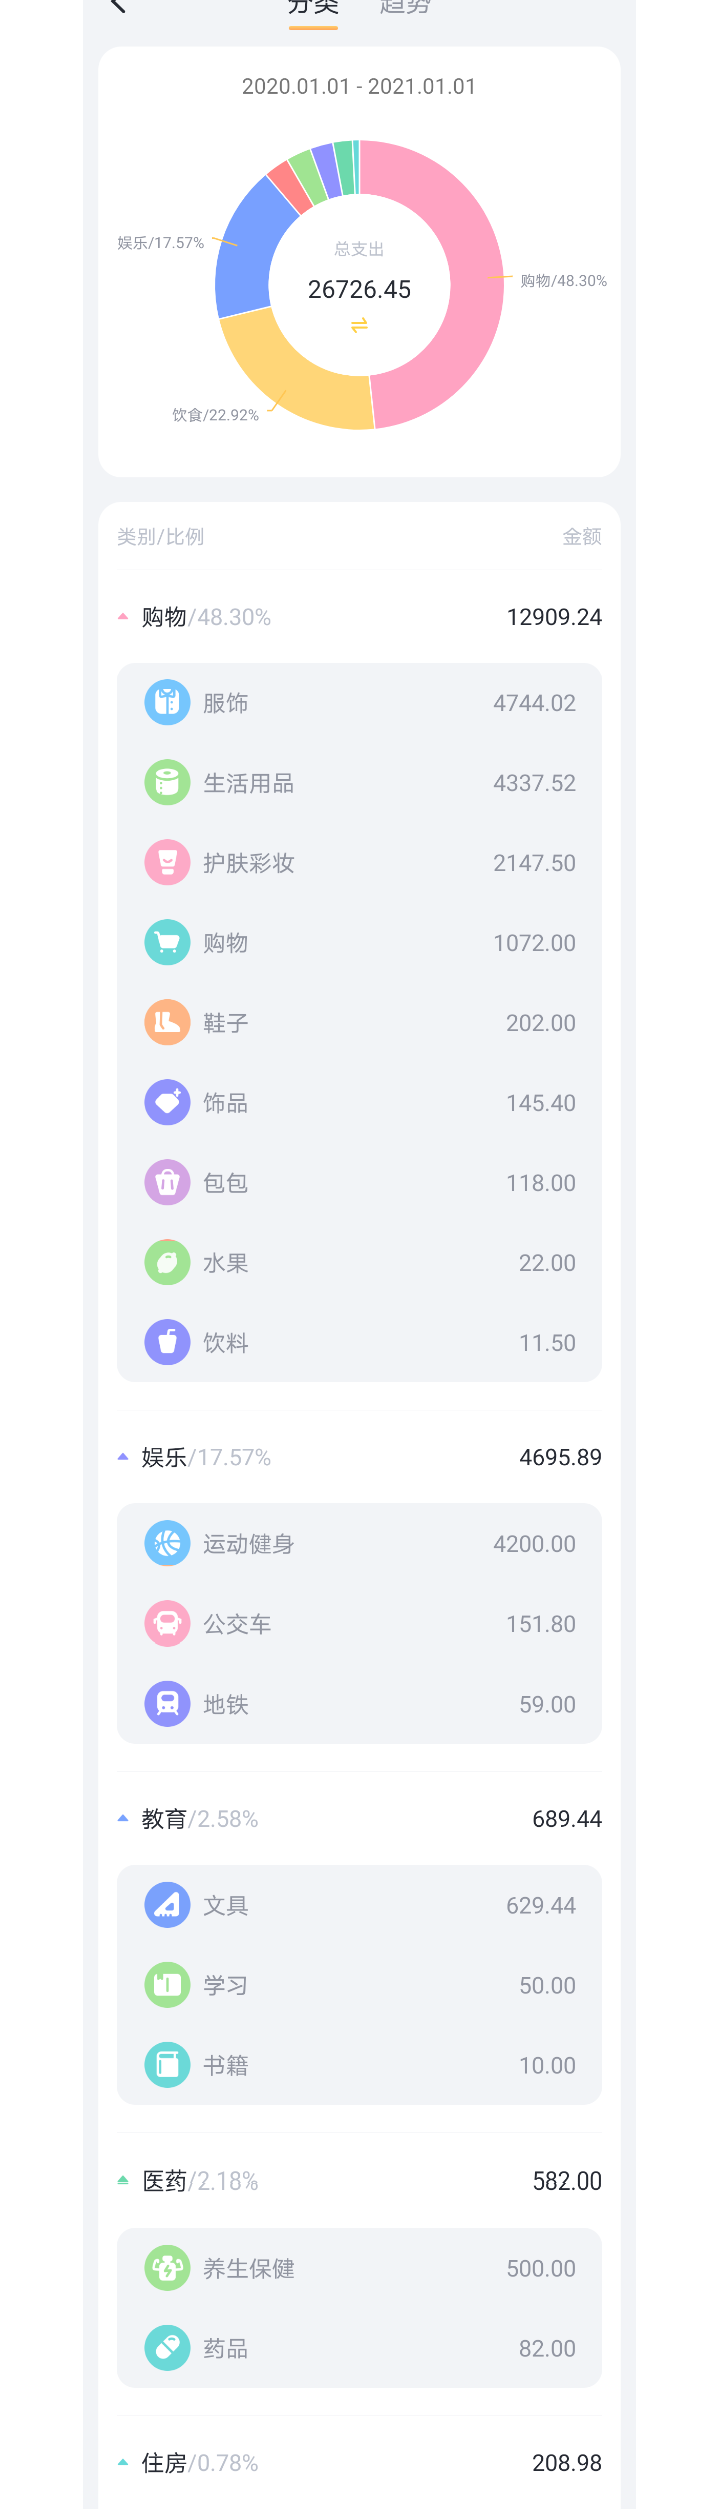 分类 趋势
2020.01.01 - 2021.01.01
娱乐/17.57%
总支出
26726.45
购物/48.30%
饮食/22.92%
类别/比例 金额
购物/48.30% 12909.24
服饰 4744.02
生活用品 4337.52
护肤彩妆 2147.50
购物 1072.00
鞋子 202.00
饰品 145.40
包包 118.00
水果 22.00
饮料 11.50
娱乐/17.57% 4695.89
运动健身 4200.00
公交车 151.80
地铁 59.00
教育/2.58% 689.44
文具 629.44
学习 50.00
书籍 10.00
医药/2.18% 582.00
养生保健 500.00
药品 82.00
住房/0.78% 208.98